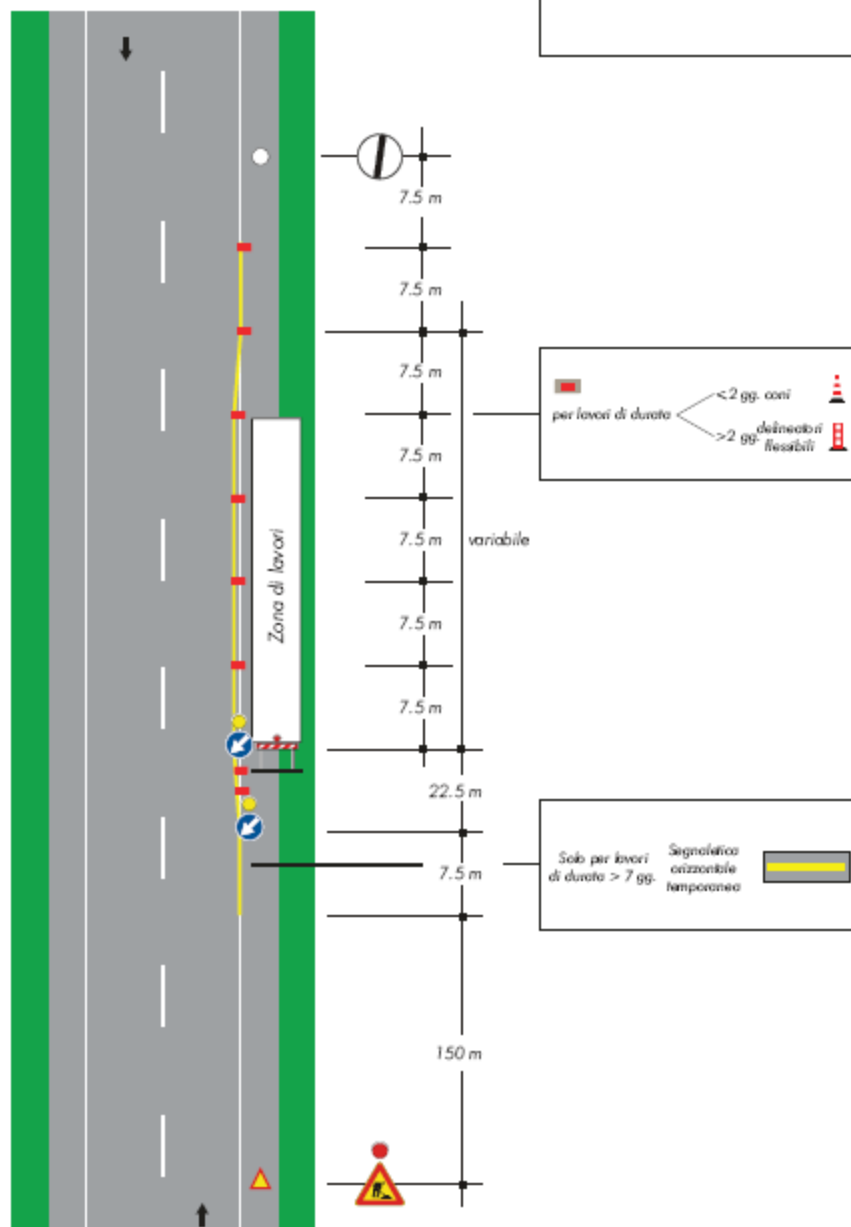 7.5 m
7.5 m
7.5 m
7.5 m
7.5 m
7.5 m
7.5 m
variabile
22.5 m
7.5 m
150 m
Zona di lavori
per lavori di durata
<2 gg. coni
>2 gg. delineatori
flessibili
Solo per lavori
di durata > 7 gg.
Segnaletica
orizzontale
temporanea